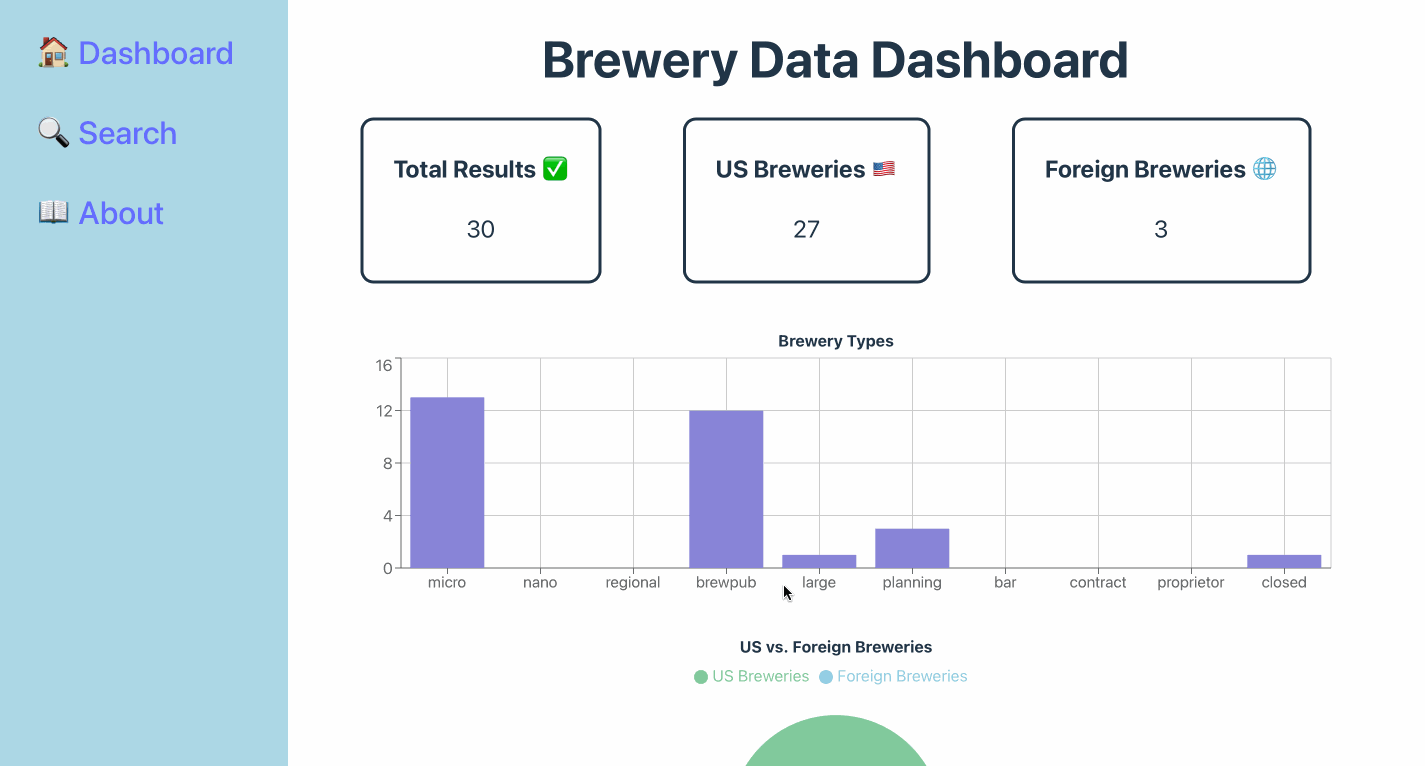 Dashboard
Search
About
Brewery Data Dashboard
Total Results
30
US Breweries
27
Foreign Breweries
3
Brewery Types
16
12
8
4
0
micro nano regional brewpub large planning bar contract proprietor closed
US vs. Foreign Breweries
US Breweries Foreign Breweries